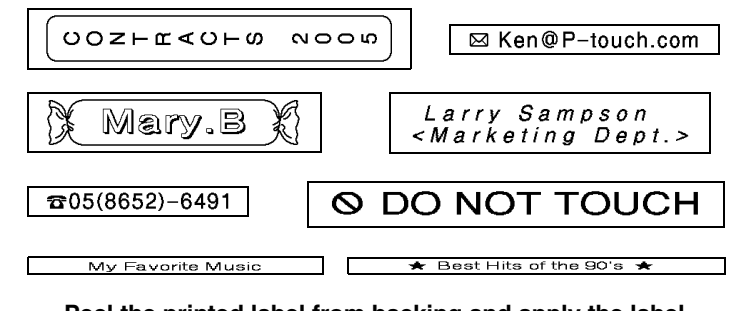 CONTRACTS 2005
✉ Ken@P-touch.com
Mary.B
Larry Sampson
<Marketing Dept.>
☎05(8652)-6491
🚫 DO NOT TOUCH
My Favorite Music
★ Best Hits of the 90's ★
Peel the printed label from backing and apply the label